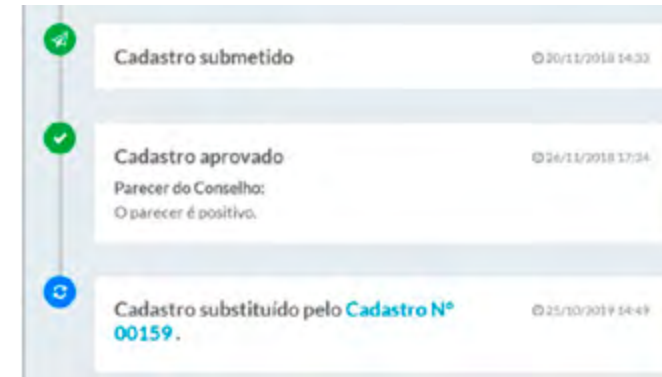 Cadastro submetido
20/11/2018 14:33
Cadastro aprovado
26/11/2018 17:34
Parecer do Conselho:
O parecer é positivo.
Cadastro substituído pelo Cadastro Nº
00159 .
25/10/2019 14:49